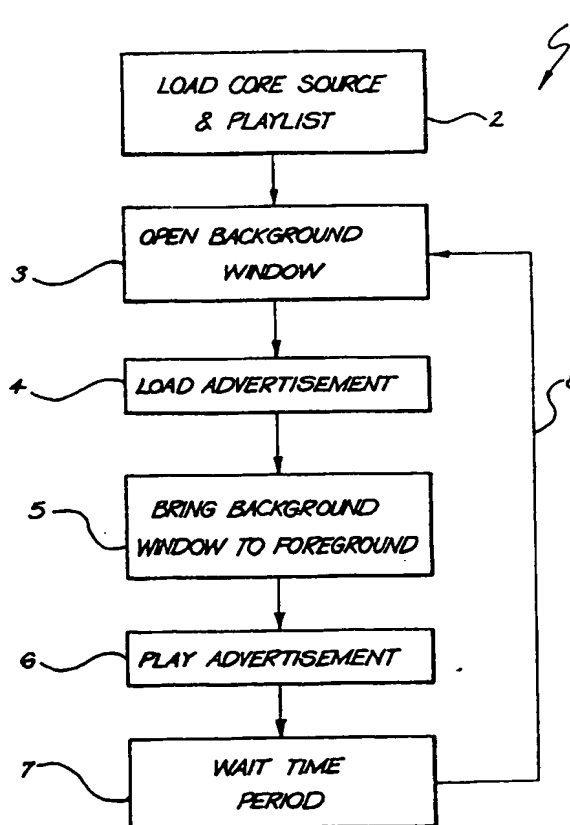 LOAD CORE SOURCE
& PLAYLIST
2
OPEN BACKGROUND
WINDOW
3
LOAD ADVERTISEMENT
4
BRING BACKGROUND
WINDOW TO FOREGROUND
5
PLAY ADVERTISEMENT
6
WAIT TIME
PERIOD
7